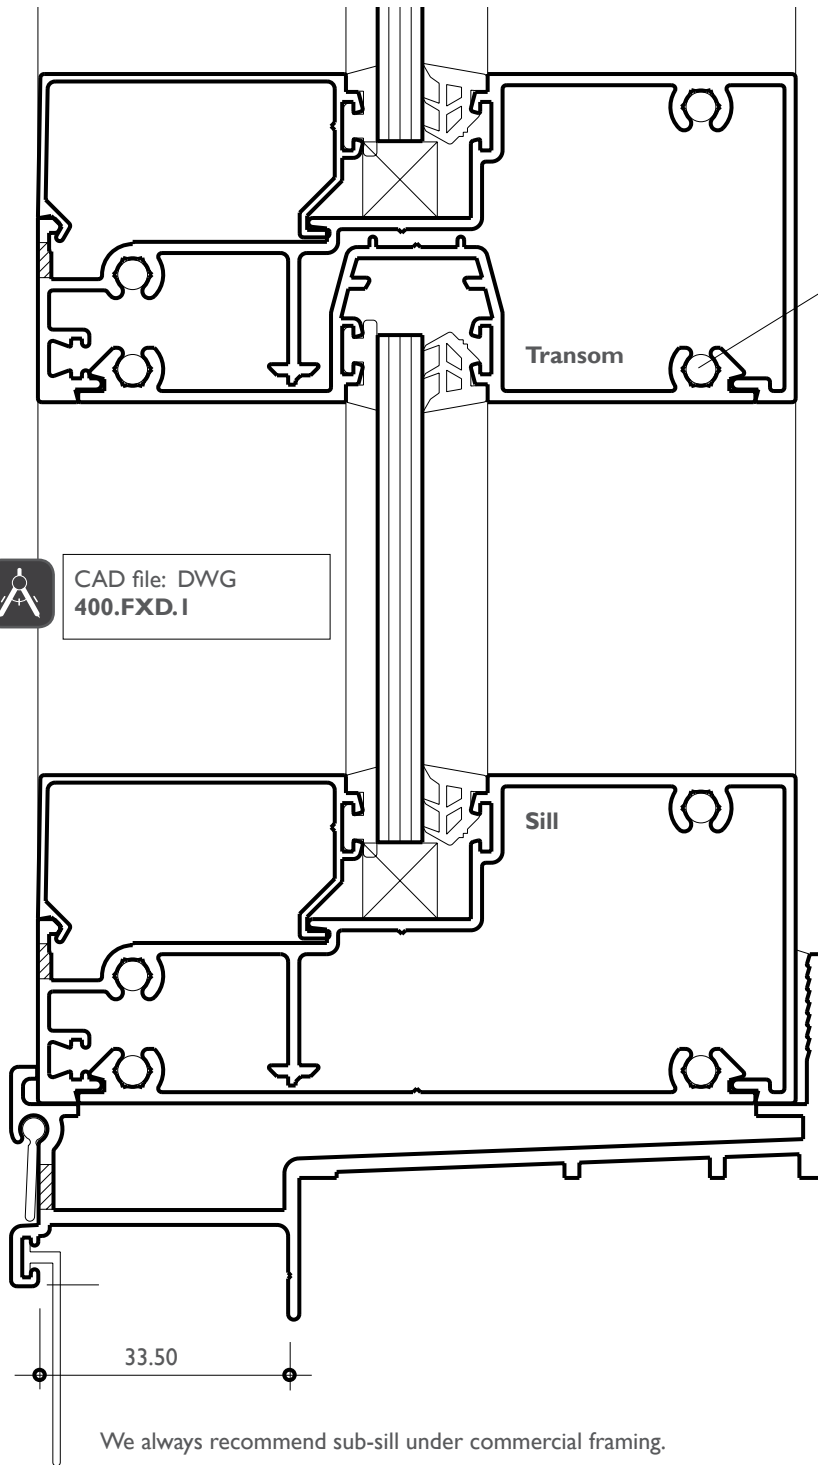 Transom
CAD file: DWG
400.FXD.1
Sill
33.50
We always recommend sub-sill under commercial framing.